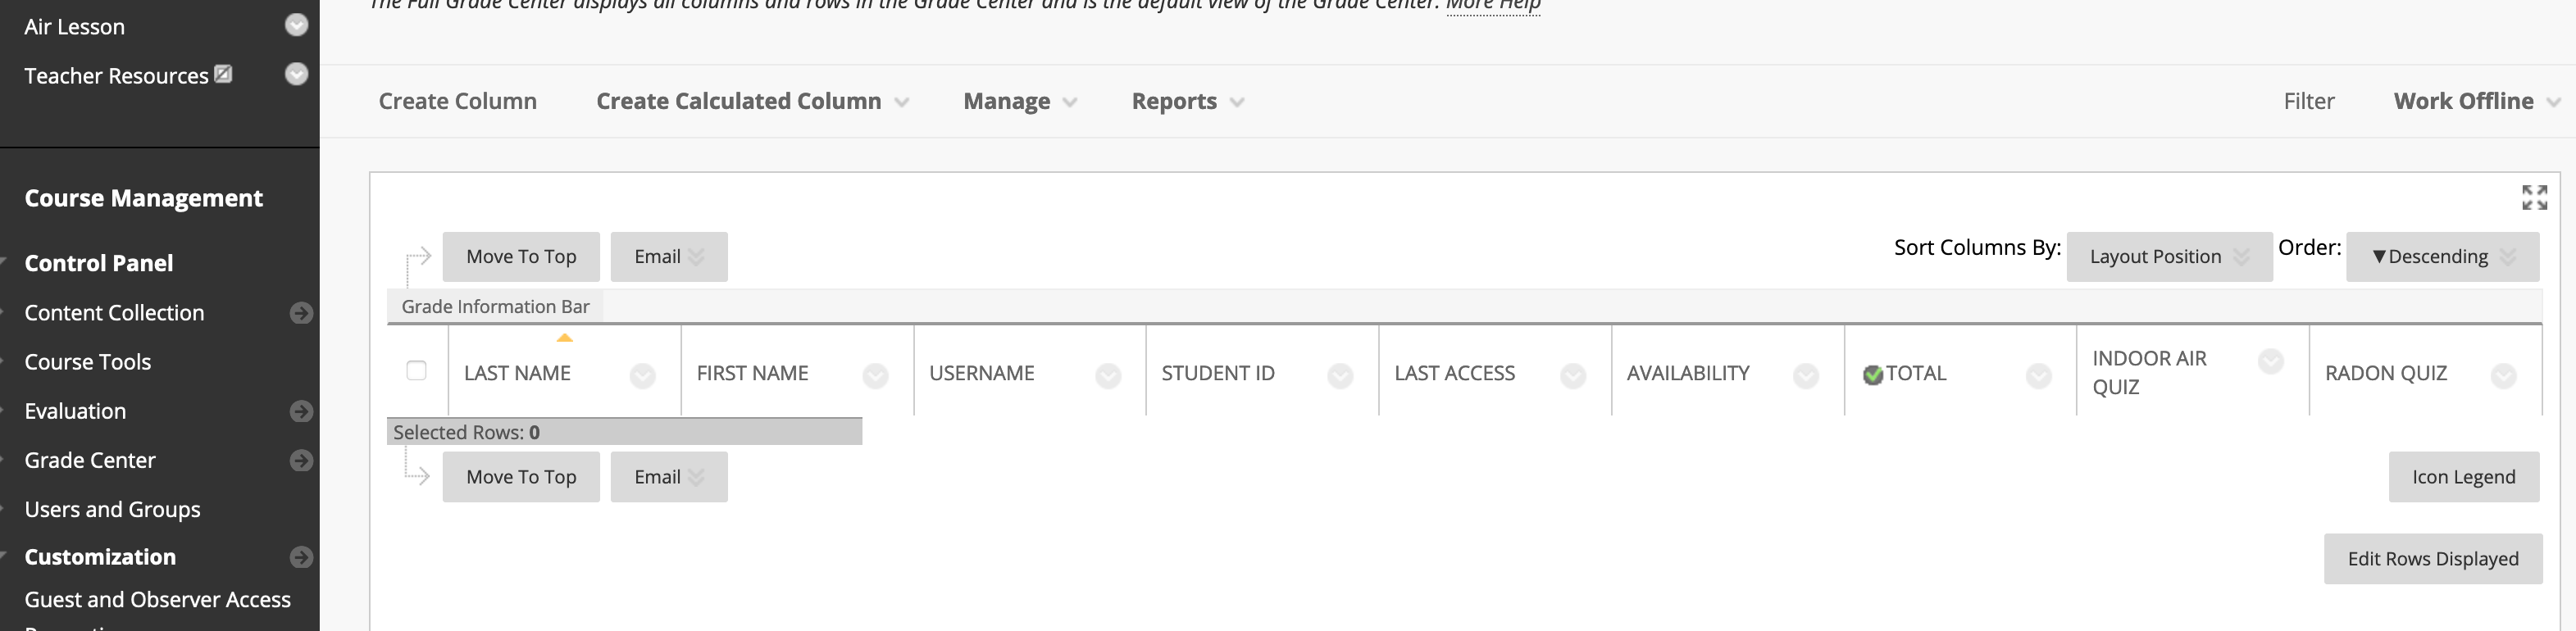 Air Lesson
Teacher Resources
Course Management
Control Panel
Content Collection
Course Tools
Evaluation
Grade Center
Users and Groups
Customization
Guest and Observer Access
The Full Grade Center displays all columns and rows in the Grade Center and is the default view of the Grade Center. More Help
Create Column Create Calculated Column Manage Reports Filter Work Offline
Move To Top Email Sort Columns By: Layout Position Order: ▼Descending
Grade Information Bar
LAST NAME FIRST NAME USERNAME STUDENT ID LAST ACCESS AVAILABILITY TOTAL INDOOR AIR RADON QUIZ
QUIZ
Selected Rows: 0
Move To Top Email Icon Legend
Edit Rows Displayed